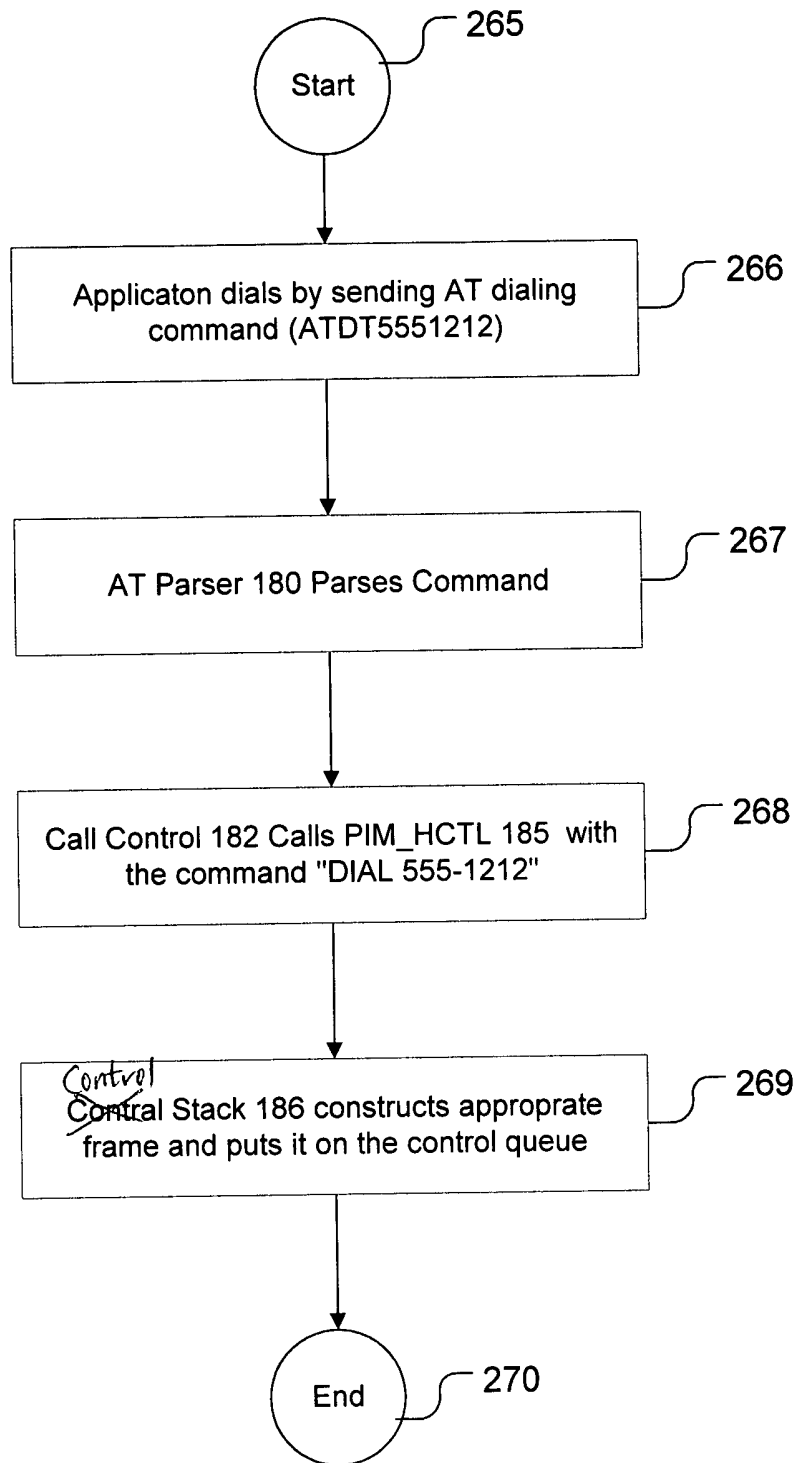 265
Start
266
Applicaton dials by sending AT dialing
command (ATDT5551212)
267
AT Parser 180 Parses Command
268
Call Control 182 Calls PIM_HCTL 185 with
the command "DIAL 555-1212"
269
Control
Contral Stack 186 constructs approprate
frame and puts it on the control queue
End
270